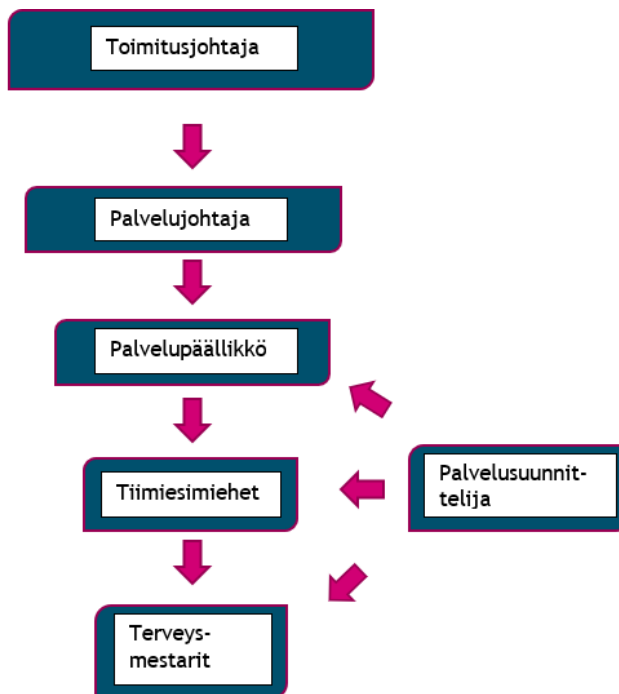 Toimitusjohtaja
Palvelujohtaja
Palvelupäällikkö
Tiimiesimiehet
Palvelusuunnit-
telija
Terveys-
mestarit